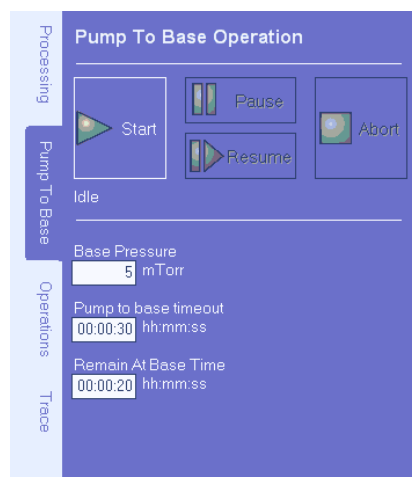 Processing
Pump To Base
Operations
Trace
Pump To Base Operation
Start
Pause
Resume
Abort
Idle
Base Pressure
5 mTorr
Pump to base timeout
00:00:30 hh:mm:ss
Remain At Base Time
00:00:20 hh:mm:ss